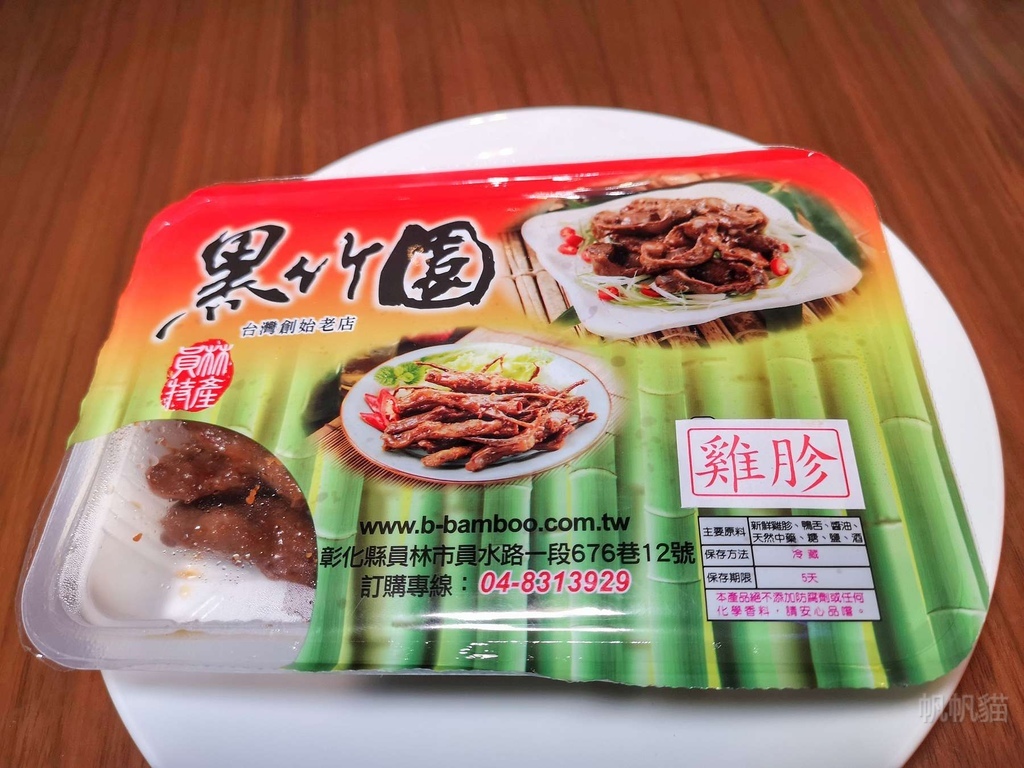 黑竹園
台灣創始老店
員林
特產
雞胗
www.b-bamboo.com.tw
彰化縣員林市員水路一段676巷12號
訂購專線：04-8313929
主要原料 新鮮雞胗、鴨舌、醬油、
天然中藥、糖、鹽、酒
保存方法 冷藏
保存期限 5天
本產品絕不添加防腐劑或任何
化學香料，請安心品嚐。
帆帆貓